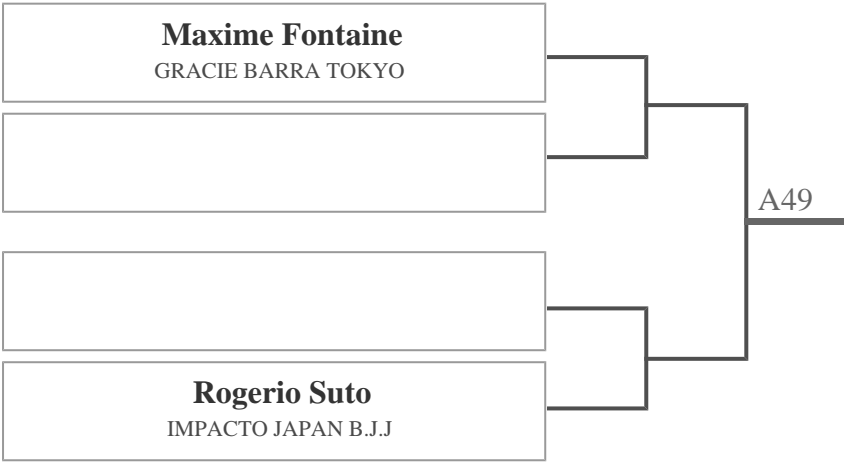 Maxime Fontaine
GRACIE BARRA TOKYO
A49
Rogerio Suto
IMPACTO JAPAN B.J.J